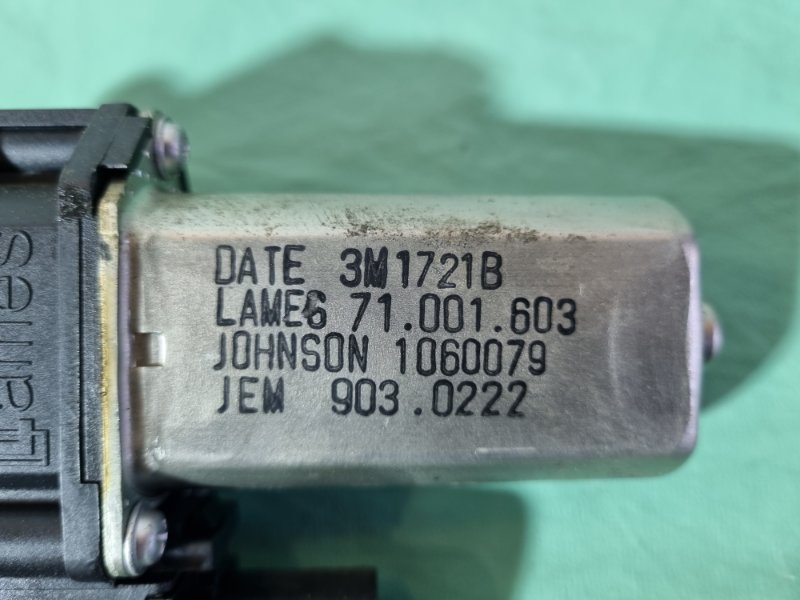 DATE 3M1721B
LAMES 71.001.603
JOHNSON 1060079
JEM 903.0222
Lames